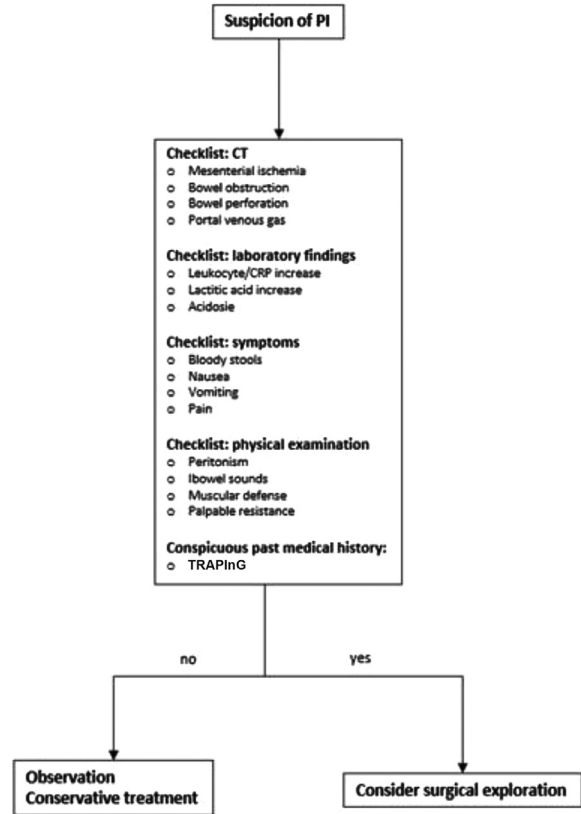 Suspicion of PI
Checklist: CT
Mesenterial ischemia
Bowel obstruction
Bowel perforation
Portal venous gas
Checklist: laboratory findings
Leukocyte/CRP increase
Lactitic acid increase
Acidosie
Checklist: symptoms
Bloody stools
Nausea
Vomiting
Pain
Checklist: physical examination
Peritonism
Ibowel sounds
Muscular defense
Palpable resistance
Conspicuous past medical history:
TRAPInG
no
yes
Observation
Conservative treatment
Consider surgical exploration